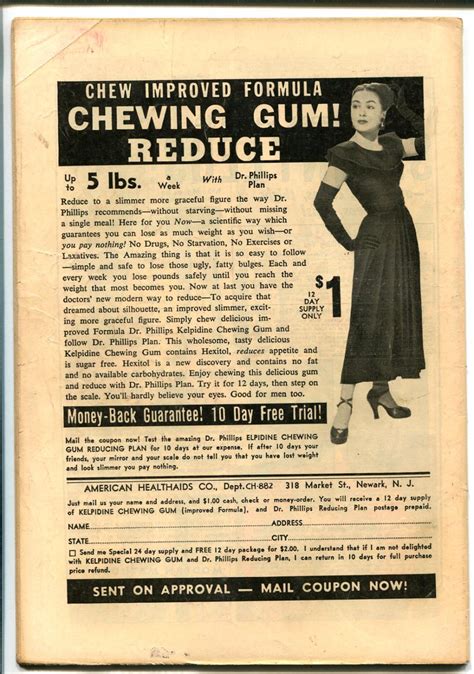 CHEW IMPROVED FORMULA
CHEWING GUM!
REDUCE
Up to 5 lbs. a Week With Dr. Phillips Plan
Reduce to a slimmer more graceful figure the way Dr.
Phillips recommends—without starving—without missing
a single meal! Here for you Now—a scientific way which
guarantees you can lose as much weight as you wish—or
you pay nothing! No Drugs, No Starvation, No Exercises or
Laxatives. The Amazing thing is that it is so easy to follow
—simple and safe to lose those ugly, fatty bulges. Each and
every week you lose pounds safely until you reach the
weight that most becomes you. Now at last you have the
doctors' new modern way to reduce—To acquire that
dreamed about silhouette, an improved slimmer, excit-
ing more graceful figure. Simply chew delicious im-
proved Formula Dr. Phillips Kelpidine Chewing Gum and
follow Dr. Phillips Plan. This wholesome, tasty delicious
Kelpidine Chewing Gum contains Hexitol, reduces appetite and
is sugar free. Hexitol is a new discovery and contains no fat
and no available carbohydrates. Enjoy chewing this delicious gum
and reduce with Dr. Phillips Plan. Try it for 12 days, then step on
the scale. You'll hardly believe your eyes. Good for men too.
$1
12
DAY
SUPPLY
ONLY
Money-Back Guarantee! 10 Day Free Trial!
Mail the coupon now! Test the amazing Dr. Phillips ELPIDINE CHEWING
GUM REDUCING PLAN for 10 days at our expense. If after 10 days your
friends, your mirror and your scale do not tell you that you have lost weight
and look slimmer you pay nothing.
AMERICAN HEALTHAIDS CO., Dept.CH-882 318 Market St., Newark, N. J.
Just mail us your name and address, and $1.00 cash, check or money-order. You will receive a 12 day supply
of KELPIDINE CHEWING GUM (improved Formula), and Dr. Phillips Reducing Plan postage prepaid.
NAME ADDRESS
STATE CITY
Send me Special 24 day supply and FREE 12 day package for $2.00. I understand that if I am not delighted
with KELPIDINE CHEWING GUM and Dr. Phillips Reducing Plan, I can return in 10 days for full purchase
price refund.
SENT ON APPROVAL — MAIL COUPON NOW!